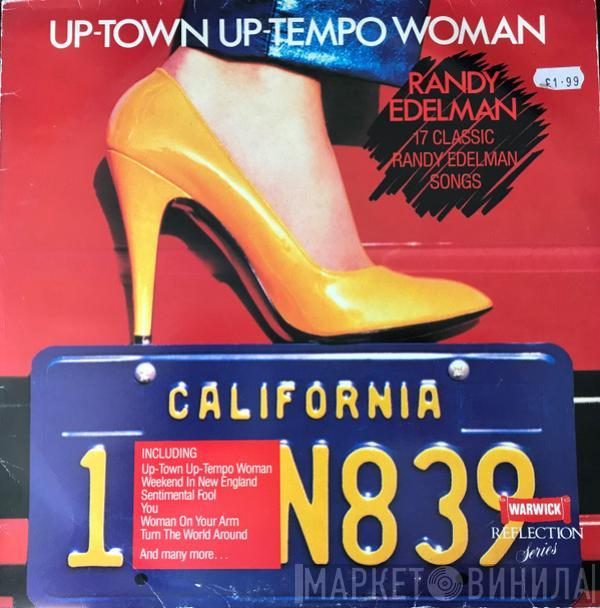 UP-TOWN UP-TEMPO WOMAN
£1.99
RANDY
EDELMAN
17 CLASSIC
RANDY EDELMAN
SONGS
CALIFORNIA
1 N839
INCLUDING
Up-Town Up-Tempo Woman
Weekend In New England
Sentimental Fool
You
Woman On Your Arm
Turn The World Around
And many more...
WARWICK
REFLECTION
Series
МАРКЕТ ВИНИЛА